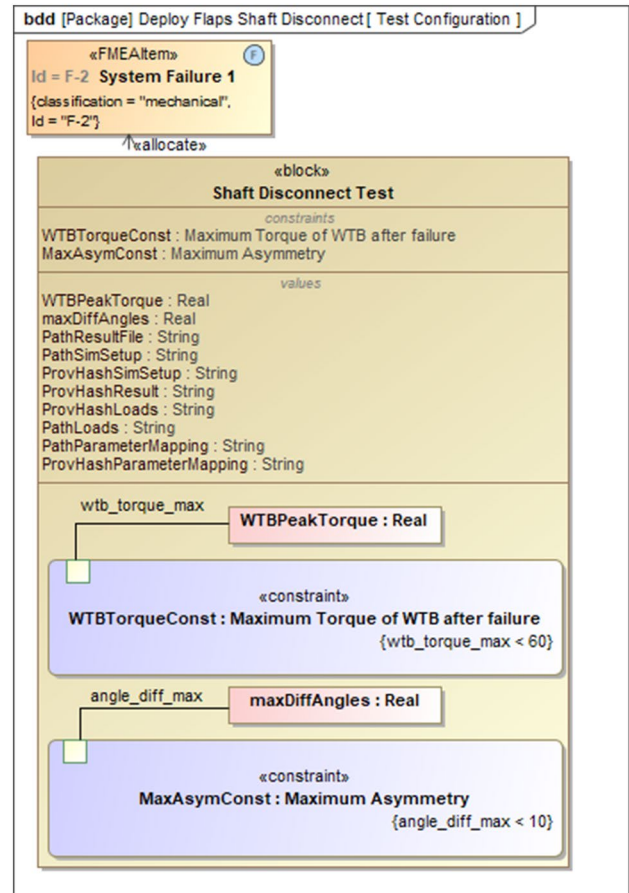 bdd [Package] Deploy Flaps Shaft Disconnect [ Test Configuration ]
«FMEAItem»
F
Id = F-2 System Failure 1
{classification = "mechanical",
Id = "F-2"}
«allocate»
«block»
Shaft Disconnect Test
constraints
WTBTorqueConst : Maximum Torque of WTB after failure
MaxAsymConst : Maximum Asymmetry
values
WTBPeakTorque : Real
maxDiffAngles : Real
PathResultFile : String
PathSimSetup : String
ProvHashSimSetup : String
ProvHashResult : String
ProvHashLoads : String
PathLoads : String
PathParameterMapping : String
ProvHashParameterMapping : String
wtb_torque_max
WTBPeakTorque : Real
«constraint»
WTBTorqueConst : Maximum Torque of WTB after failure
{wtb_torque_max < 60}
angle_diff_max
maxDiffAngles : Real
«constraint»
MaxAsymConst : Maximum Asymmetry
{angle_diff_max < 10}